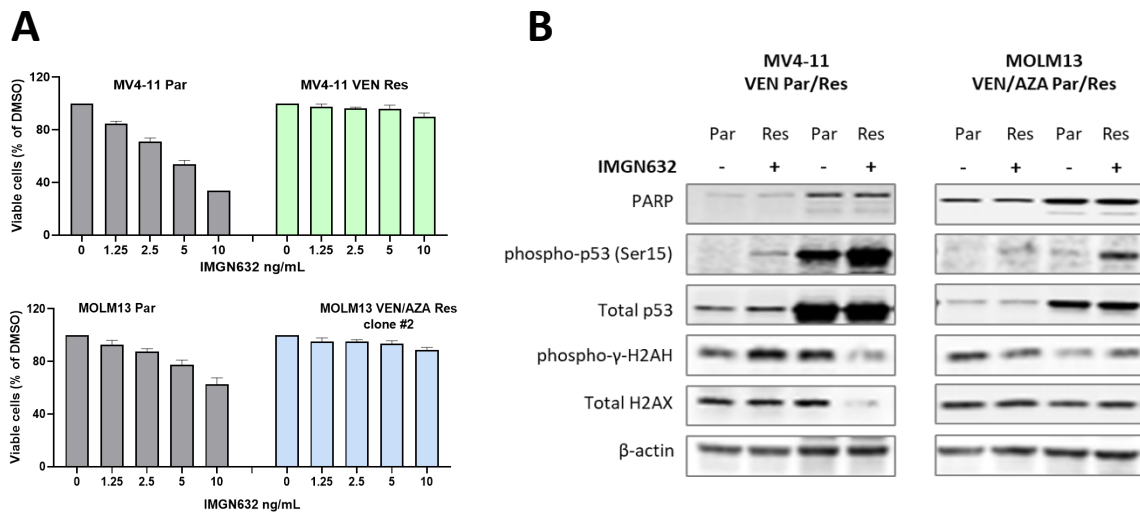 A
MV4-11 Par
MV4-11 VEN Res
Viable cells (% of DMSO)
120
80
40
0
0 1.25 2.5 5 10 0 1.25 2.5 5 10
IMGN632 ng/mL
MOLM13 Par
MOLM13 VEN/AZA Res
clone #2
Viable cells (% of DMSO)
120
80
40
0
0 1.25 2.5 5 10 0 1.25 2.5 5 10
IMGN632 ng/mL
B
MV4-11
VEN Par/Res
MOLM13
VEN/AZA Par/Res
Par Res Par Res Par Res Par Res
IMGN632 - + - + - + - +
PARP
phospho-p53 (Ser15)
Total p53
phospho-γ-H2AH
Total H2AX
β-actin